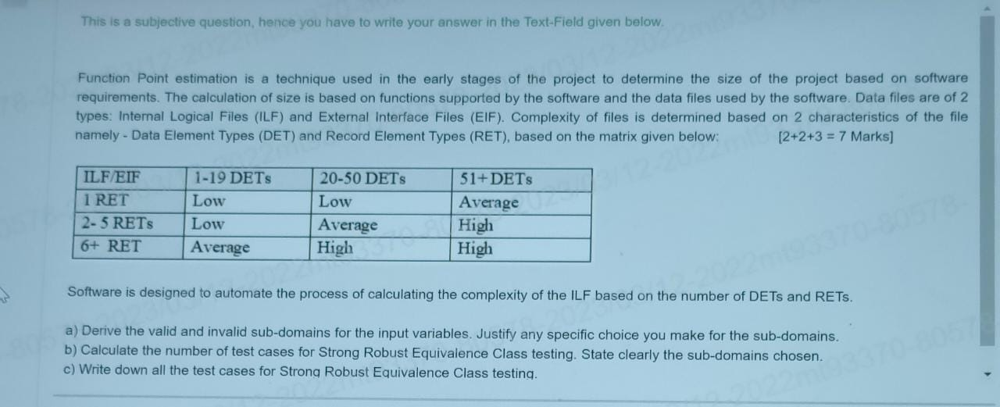 This is a subjective question, hence you have to write your answer in the Text-Field given below.
Function Point estimation is a technique used in the early stages of the project to determine the size of the project based on software
requirements. The calculation of size is based on functions supported by the software and the data files used by the software. Data files are of 2
types: Internal Logical Files (ILF) and External Interface Files (EIF). Complexity of files is determined based on 2 characteristics of the file
namely - Data Element Types (DET) and Record Element Types (RET), based on the matrix given below: [2+2+3 = 7 Marks]
ILF/EIF 1-19 DETs 20-50 DETs 51+ DETs
1 RET Low Low Average
2- 5 RETs Low Average High
6+ RET Average High High
Software is designed to automate the process of calculating the complexity of the ILF based on the number of DETs and RETs.
a) Derive the valid and invalid sub-domains for the input variables. Justify any specific choice you make for the sub-domains.
b) Calculate the number of test cases for Strong Robust Equivalence Class testing. State clearly the sub-domains chosen.
c) Write down all the test cases for Strong Robust Equivalence Class testing.